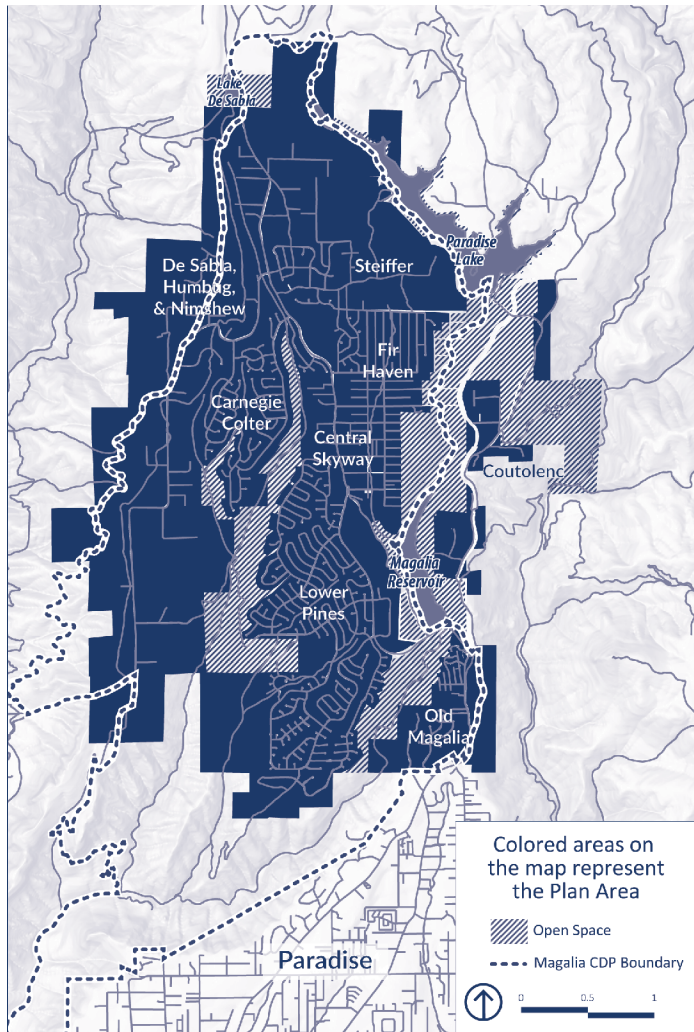 Lake
De Sabla
Paradise
Lake
De Sabla,
Humbug,
& Nimshew
Steiffer
Fir
Haven
Carnegie
Colter
Central
Skyway
Coutolenc
Magalia
Reservoir
Lower
Pines
Old
Magalia
Paradise
Colored areas on
the map represent
the Plan Area
Open Space
Magalia CDP Boundary
0 0.5 1